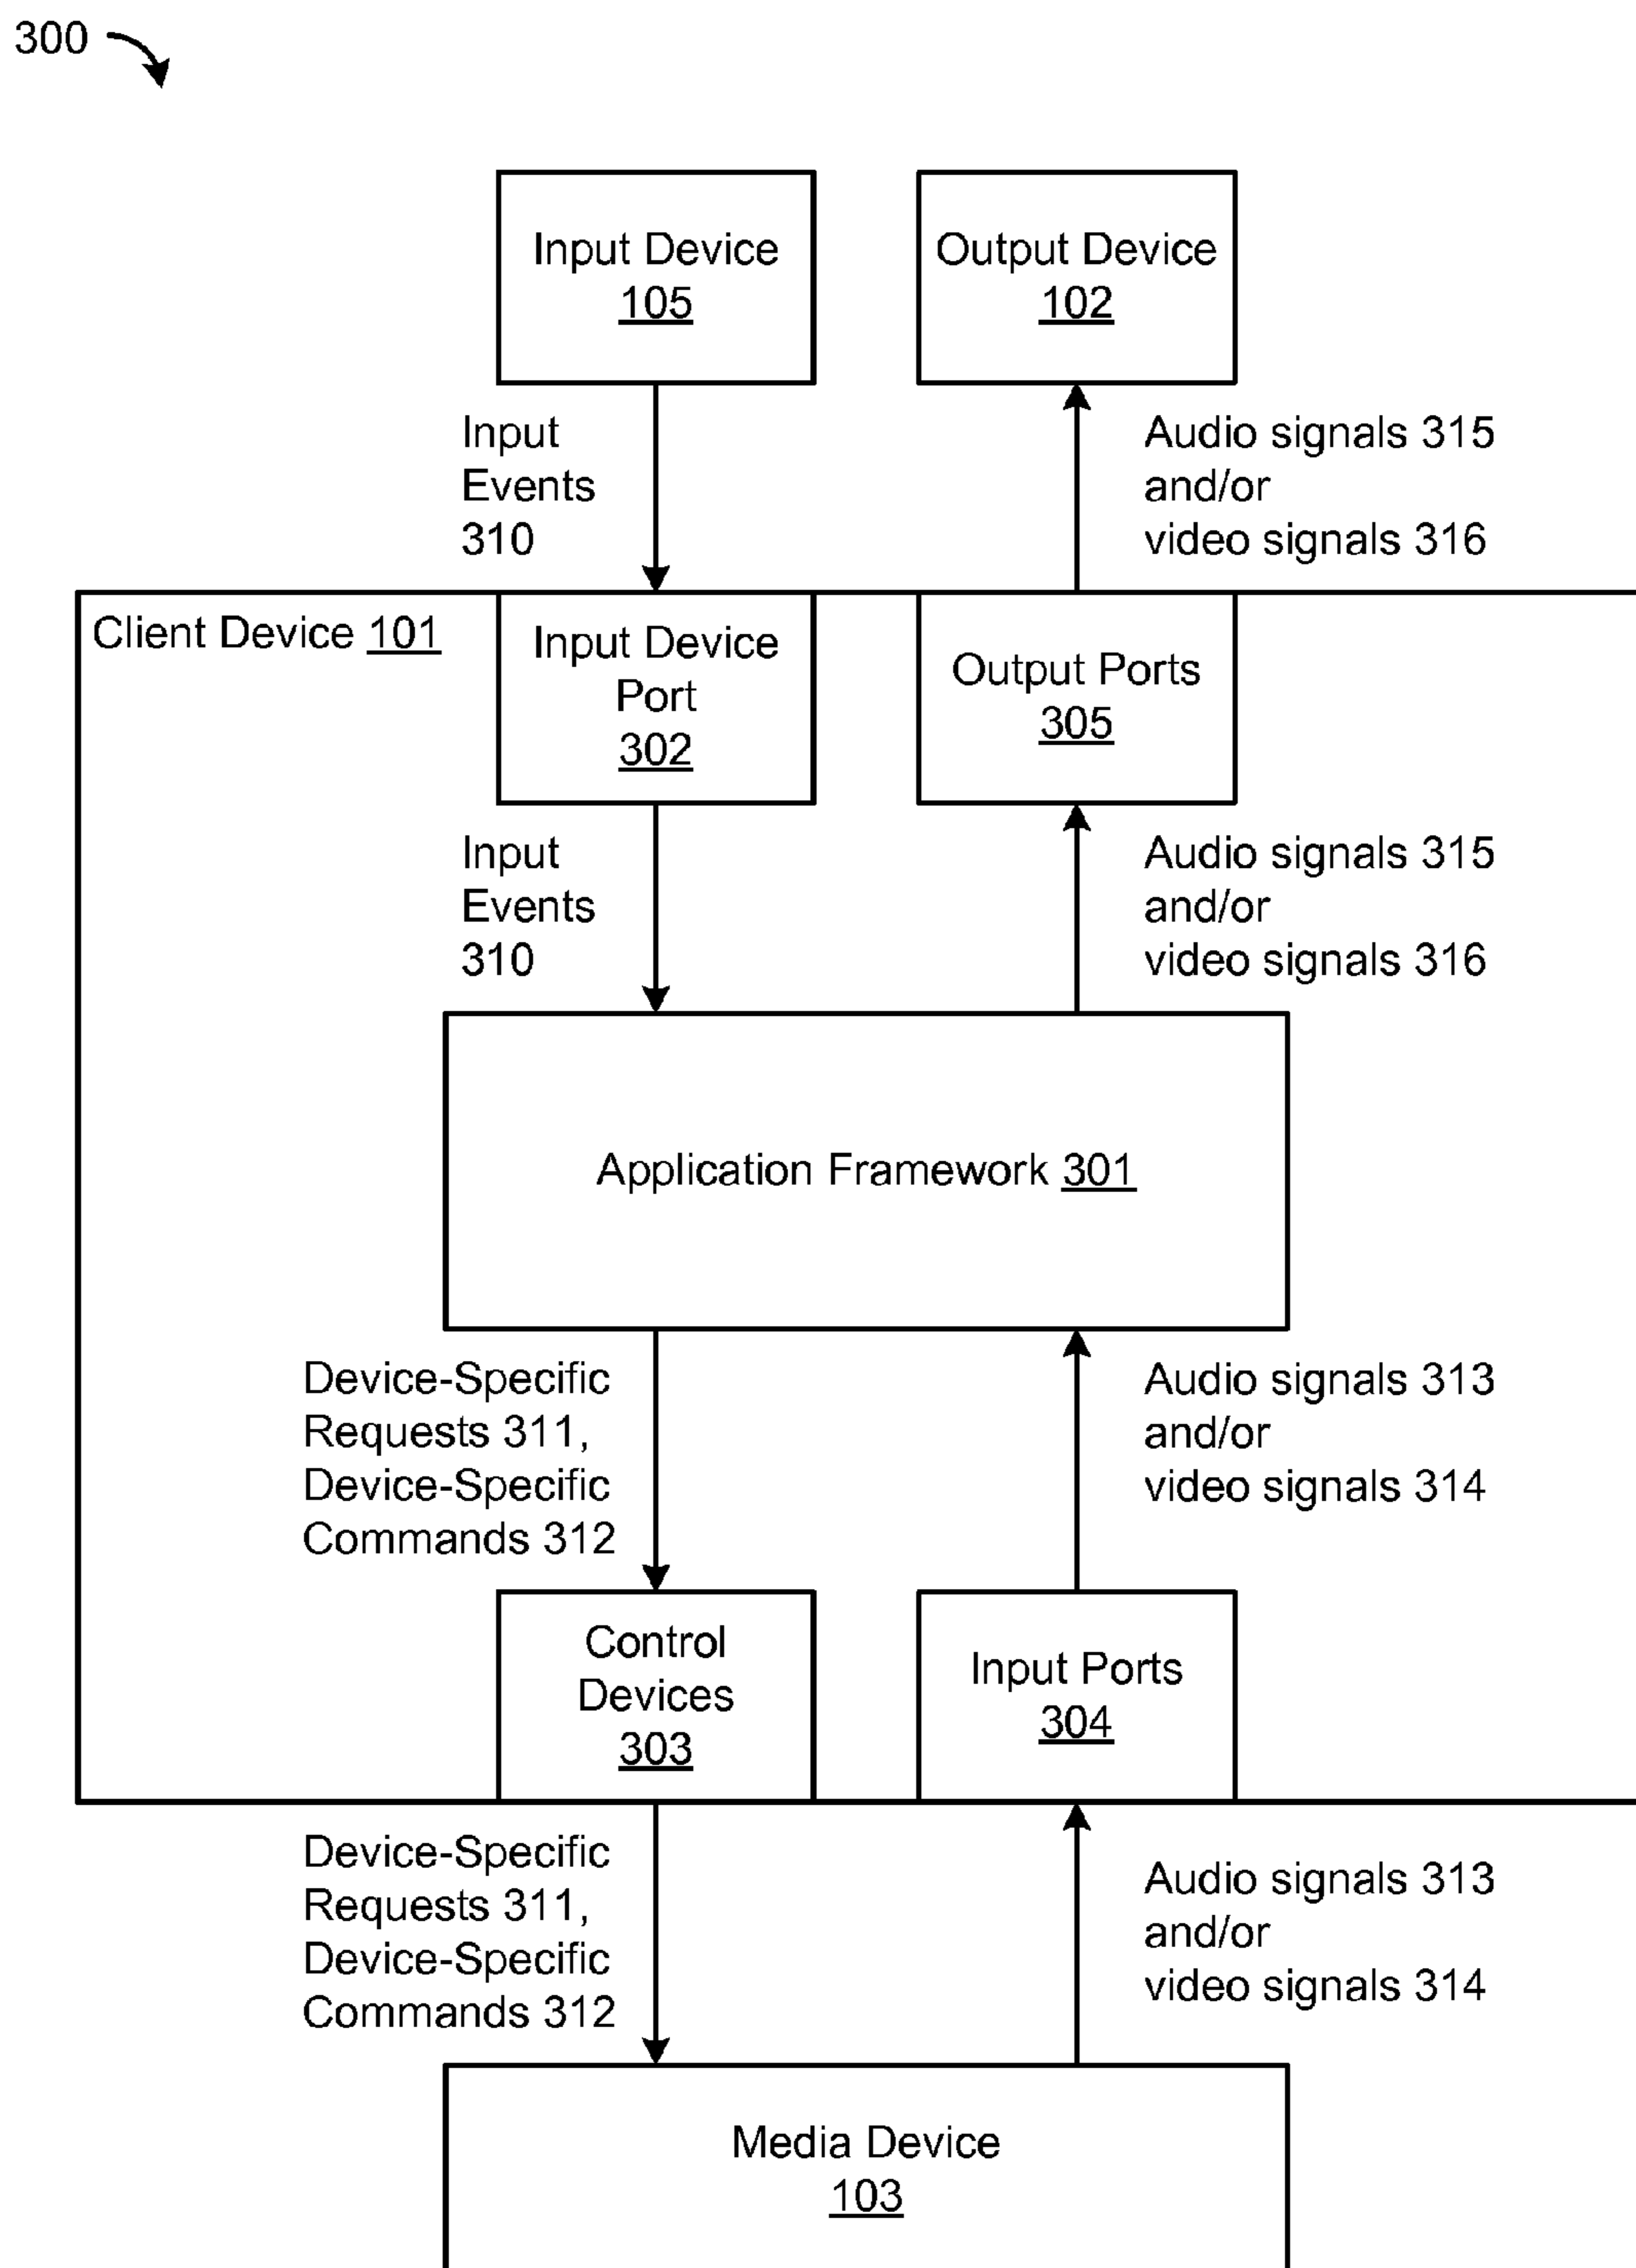 300
Input Device
105
Output Device
102
Input
Events
310
Audio signals 315
and/or
video signals 316
Client Device 101
Input Device
Port
302
Output Ports
305
Input
Events
310
Audio signals 315
and/or
video signals 316
Application Framework 301
Device-Specific
Requests 311,
Device-Specific
Commands 312
Audio signals 313
and/or
video signals 314
Control
Devices
303
Input Ports
304
Device-Specific
Requests 311,
Device-Specific
Commands 312
Audio signals 313
and/or
video signals 314
Media Device
103